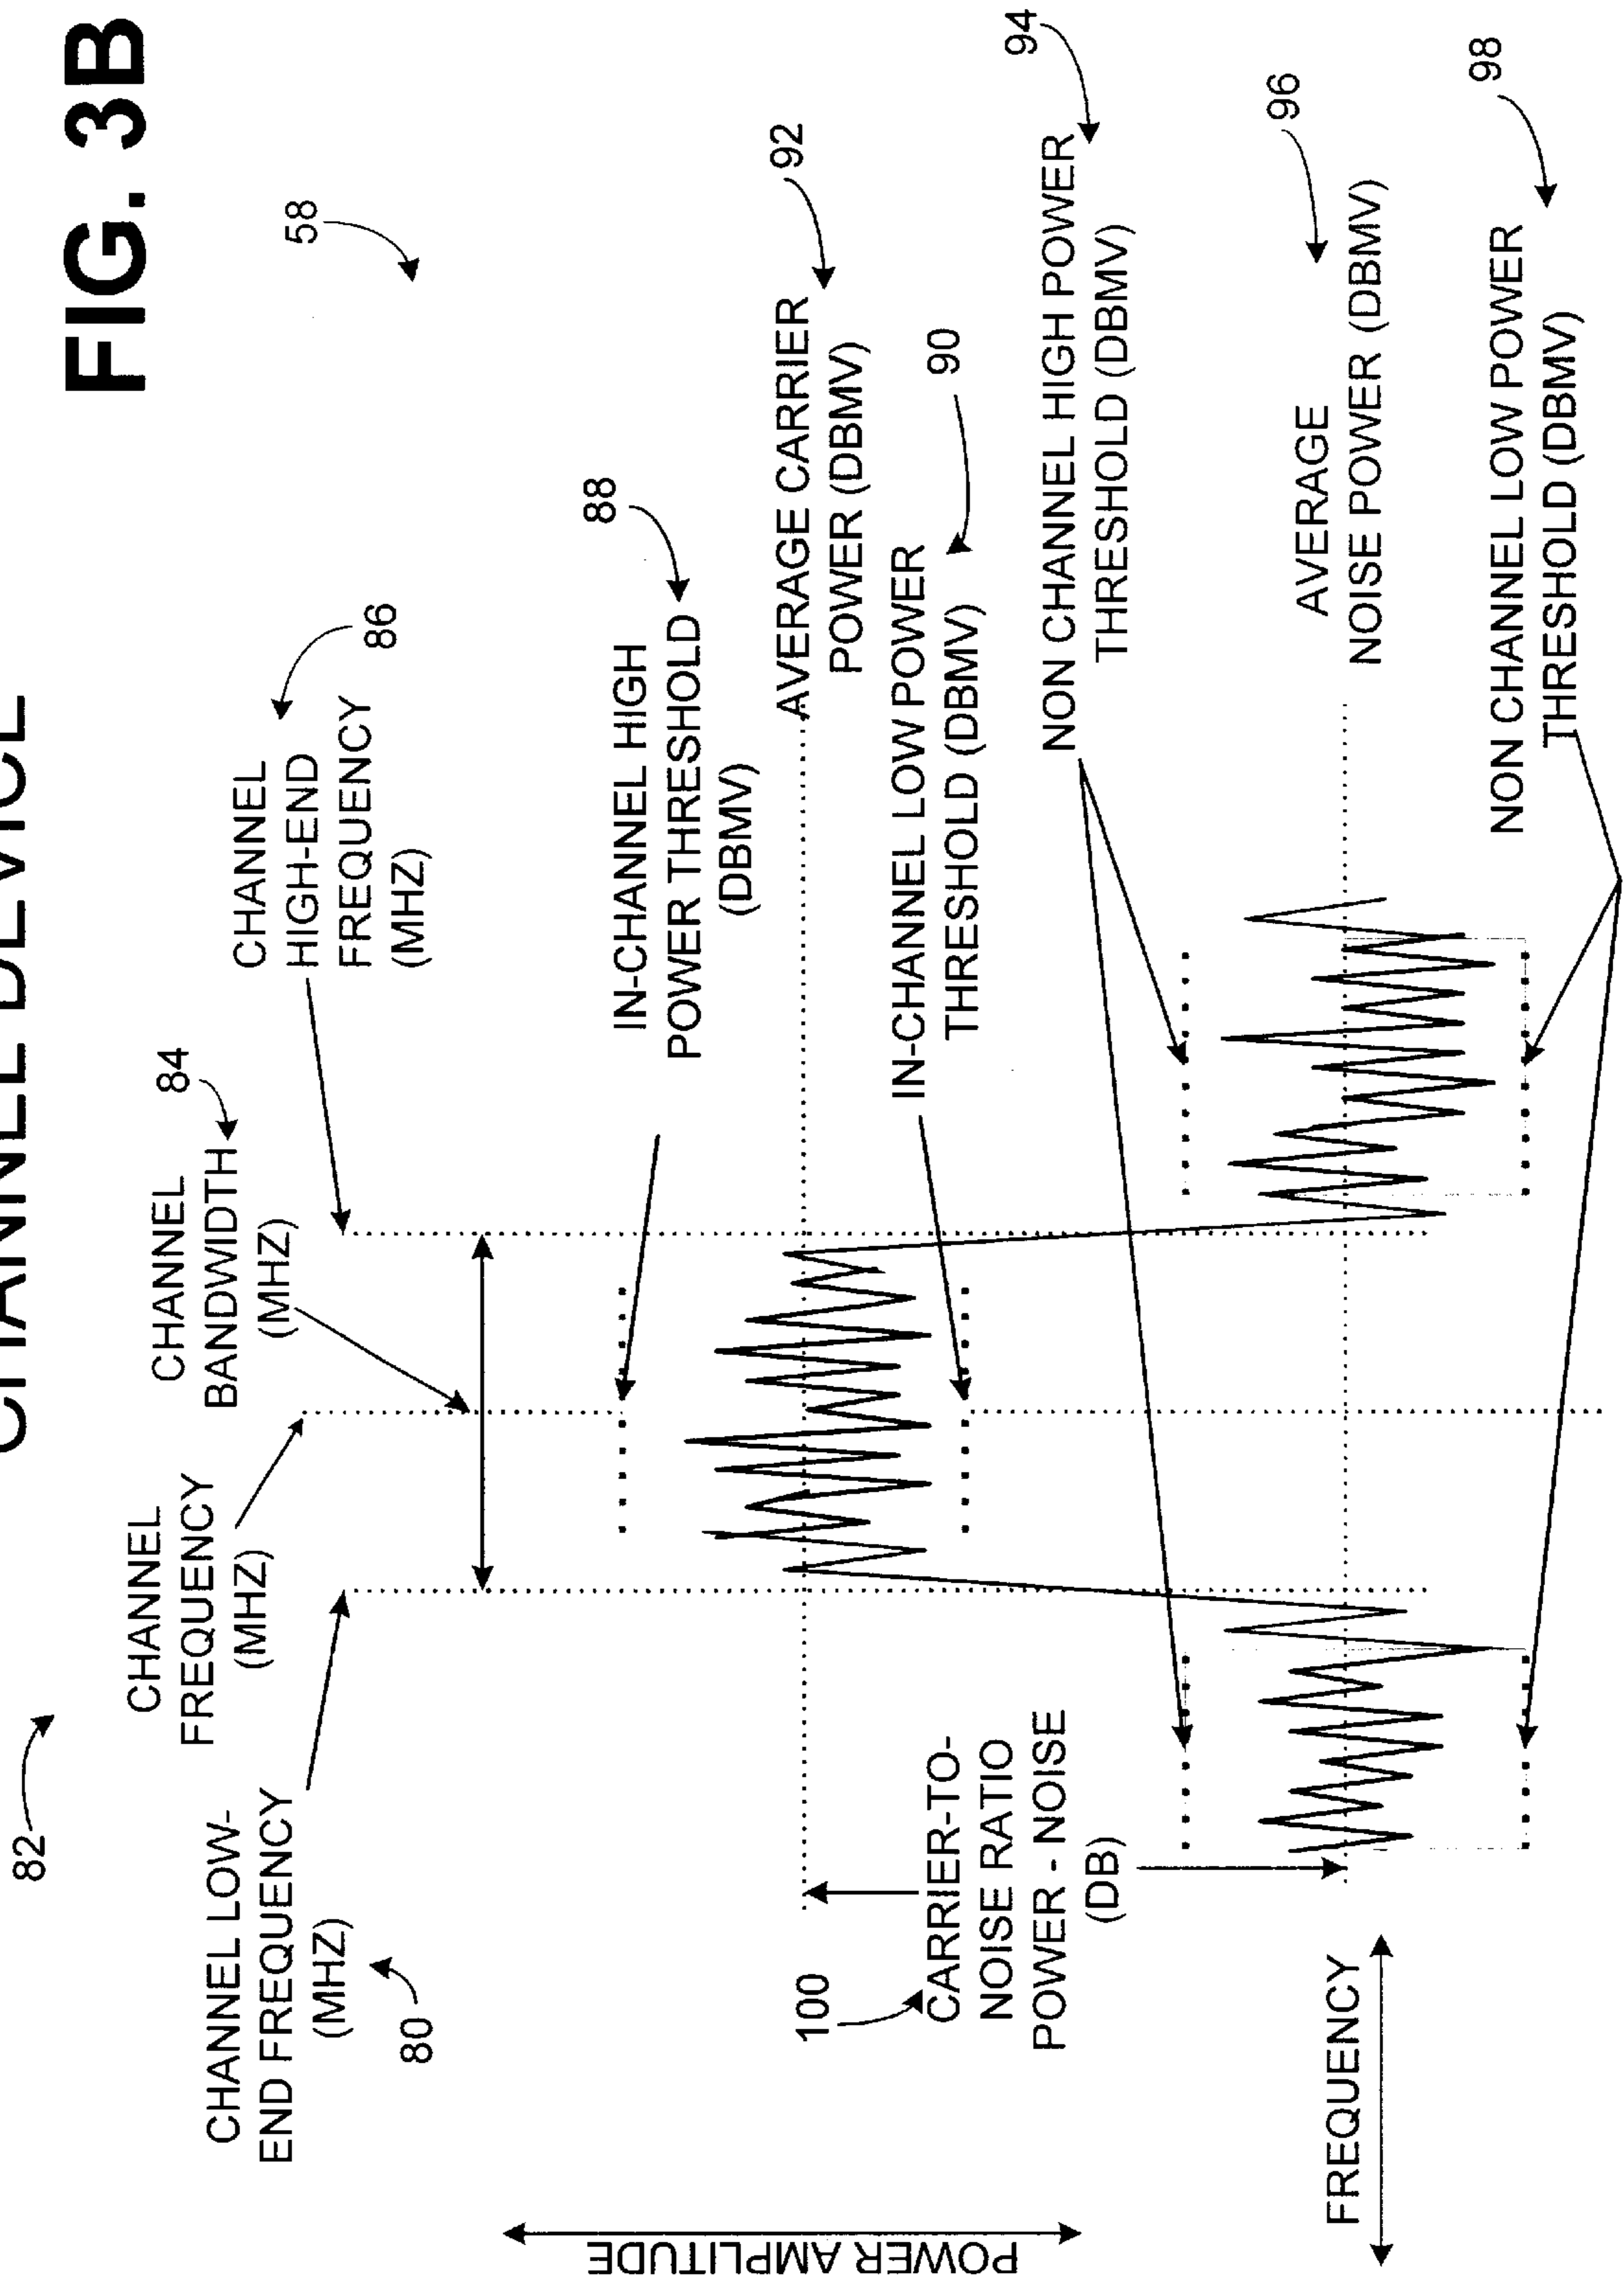 CHANNEL DEVICE
FIG. 3B
82
58
CHANNEL
FREQUENCY
(MHZ)
CHANNEL
BANDWIDTH
(MHZ)
84
CHANNEL LOW-
END FREQUENCY
(MHZ)
80
CHANNEL
HIGH-END
FREQUENCY
(MHZ)
86
IN-CHANNEL HIGH
POWER THRESHOLD
(DBMV)
88
AVERAGE CARRIER
POWER (DBMV)
92
IN-CHANNEL LOW POWER
THRESHOLD (DBMV)
90
100
CARRIER-TO-
NOISE RATIO
POWER - NOISE
(DB)
NON CHANNEL HIGH POWER
THRESHOLD (DBMV)
94
AVERAGE
NOISE POWER (DBMV)
96
NON CHANNEL LOW POWER
THRESHOLD (DBMV)
98
POWER AMPLITUDE
FREQUENCY